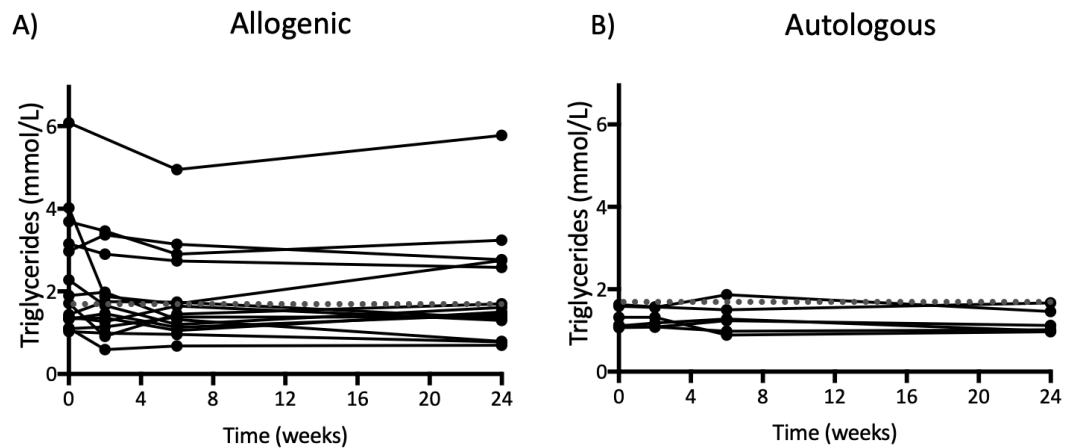 A) Allogenic
Triglycerides (mmol/L)
6
4
2
0
0 4 8 12 16 20 24
Time (weeks)
B) Autologous
Triglycerides (mmol/L)
6
4
2
0
0 4 8 12 16 20 24
Time (weeks)